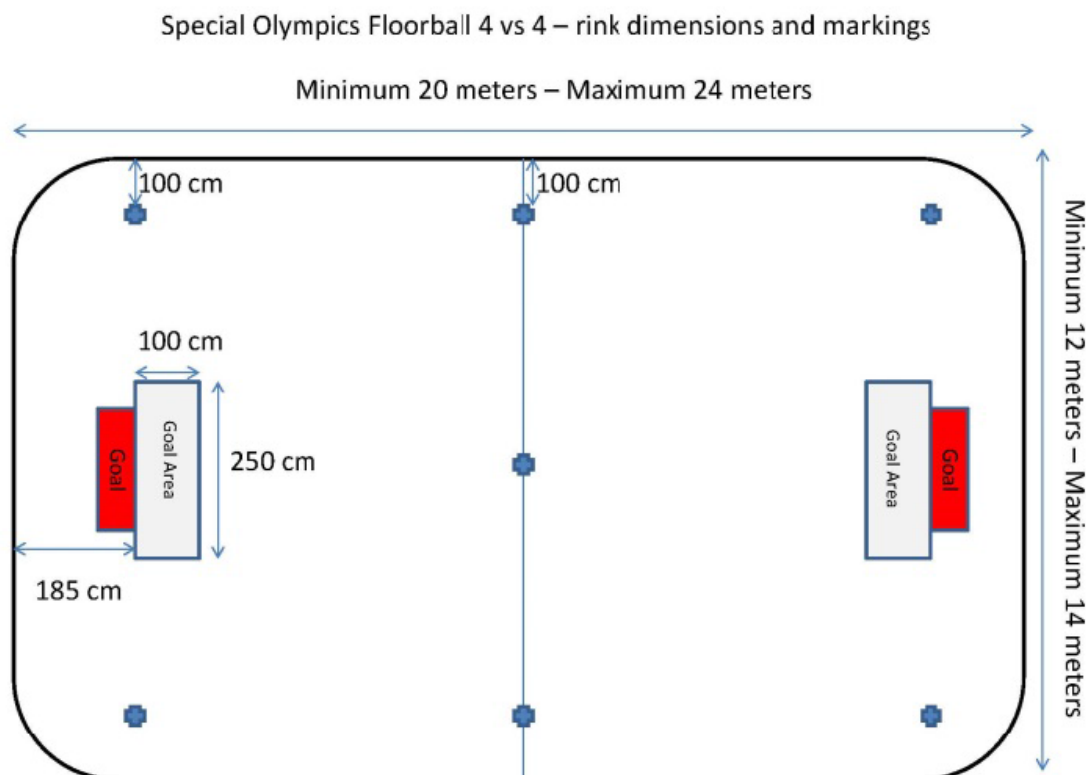 Special Olympics Floorball 4 vs 4 – rink dimensions and markings
Minimum 20 meters – Maximum 24 meters
100 cm
100 cm
Minimum 12 meters – Maximum 14 meters
100 cm
Goal
Goal Area
250 cm
Goal Area
Goal
185 cm